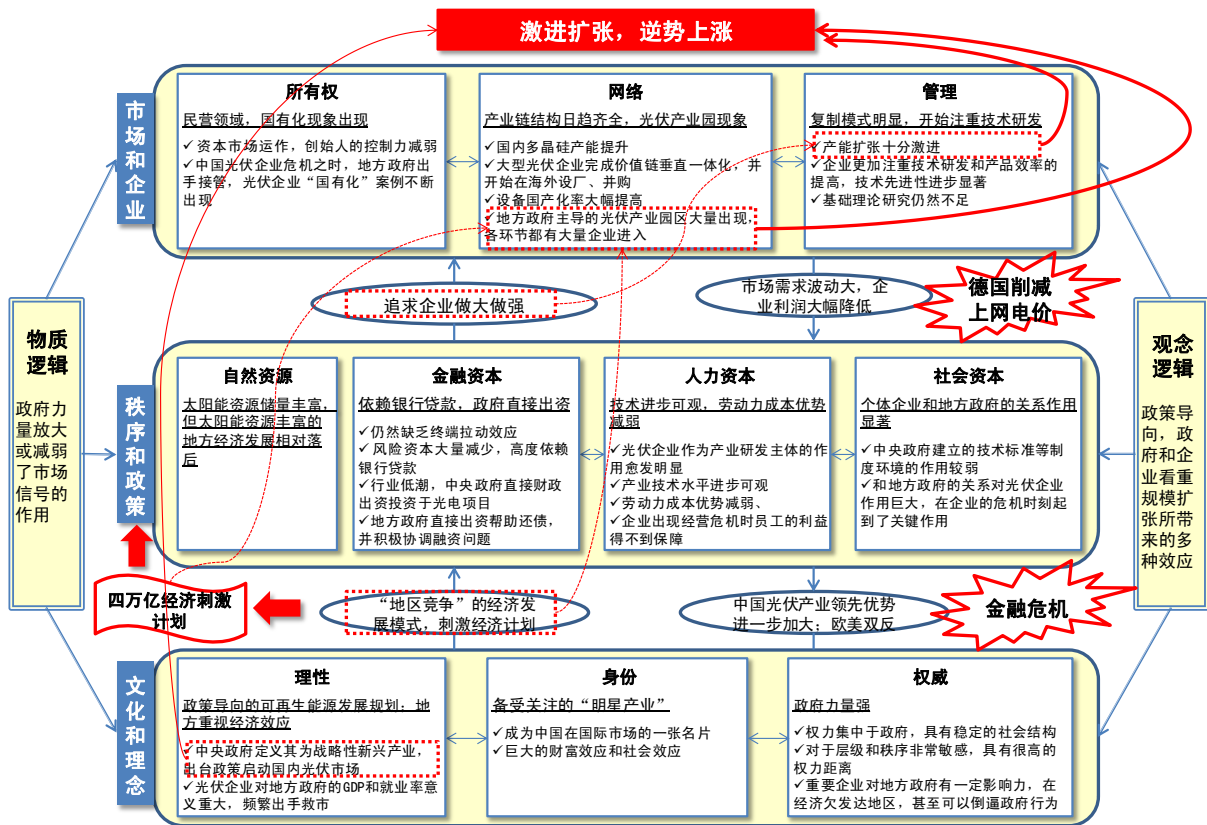 激进扩张，逆势上涨
市场和企业
所有权
民营领域，国有化现象出现
✓资本市场运作，创始人的控制力减弱
✓中国光伏企业危机之时，地方政府出
手接管，光伏企业“国有化”案例不断
出现
网络
产业链结构日趋齐全，光伏产业园现象
✓国内多晶硅产能提升
✓大型光伏企业完成价值链垂直一体化，并
开始在海外设厂、并购
✓设备国产化率大幅提高
✓地方政府主导的光伏产业园区大量出现，
各环节都有大量企业进入
管理
复制模式明显，开始注重技术研发
✓产能扩张十分激进
✓企业更加注重技术研发和产品效率的
提高，技术先进性进步显著
✓基础理论研究仍然不足
追求企业做大做强
市场需求波动大，企
业利润大幅降低
德国削减
上网电价
物质
逻辑
政府力
量放大
或减弱
了市场
信号的
作用
秩序和政策
自然资源
太阳能资源储量丰富，
但太阳能资源丰富的
地方经济发展相对落
后
金融资本
依赖银行贷款，政府直接出资
✓仍然缺乏终端拉动效应
✓风险资本大量减少，高度依赖
银行贷款
✓行业低潮，中央政府直接财政
出资投资于光电项目
✓地方政府直接出资帮助还债，
并积极协调融资问题
人力资本
技术进步可观，劳动力成本优势
减弱
✓光伏企业作为产业研发主体的作
用愈发明显
✓产业技术水平进步可观
✓劳动力成本优势减弱、
✓企业出现经营危机时员工的利益
得不到保障
社会资本
个体企业和地方政府的关系作用
显著
✓中央政府建立的技术标准等制
度环境的作用较弱
✓和地方政府的关系对光伏企业
作用巨大，在企业的危机时刻起
到了关键作用
观念
逻辑
政策导
向，政
府和企
业看重
规模扩
张所带
来的多
种效应
四万亿经济刺激
计划
“地区竞争”的经济发
展模式，刺激经济计划
中国光伏产业领先优势
进一步加大；欧美双反
金融危机
文化和理念
理性
政策导向的可再生能源发展规划；地
方重视经济效应
✓中央政府定义其为战略性新兴产业，
出台政策启动国内光伏市场
✓光伏企业对地方政府的GDP和就业率意
义重大，频繁出手救市
身份
备受关注的“明星产业”
✓成为中国在国际市场的一张名片
✓巨大的财富效应和社会效应
权威
政府力量强
✓权力集中于政府，具有稳定的社会结构
✓对于层级和秩序非常敏感，具有很高的
权力距离
✓重要企业对地方政府有一定影响力，在
经济欠发达地区，甚至可以倒逼政府行为